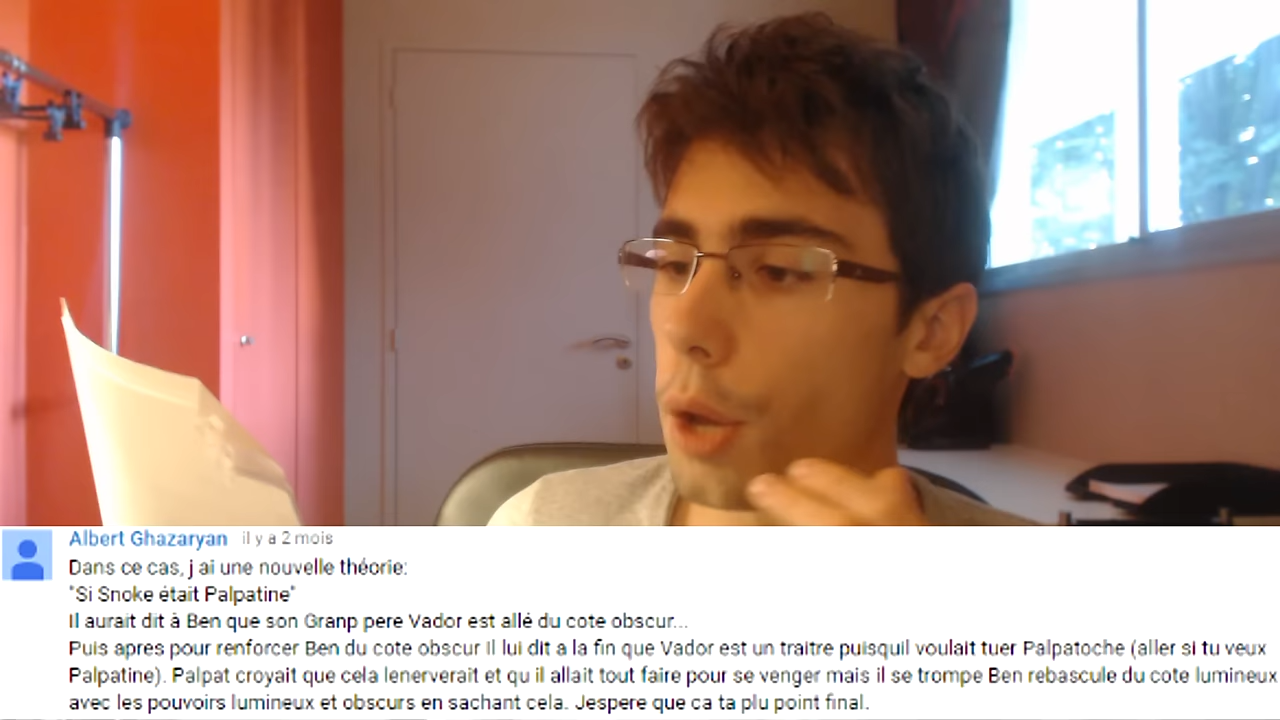 Albert Ghazaryan il y a 2 mois
Dans ce cas, j ai une nouvelle théorie:
"Si Snoke était Palpatine"
Il aurait dit à Ben que son Granp pere Vador est allé du cote obscur...
Puis apres pour renforcer Ben du cote obscur Il lui dit a la fin que Vador est un traitre puisquil voulait tuer Palpatoche (aller si tu veux
Palpatine). Palpat croyait que cela lenerverait et qu il allait tout faire pour se venger mais il se trompe Ben rebascule du cote lumineux
avec les pouvoirs lumineux et obscurs en sachant cela. Jespere que ca ta plu point final.